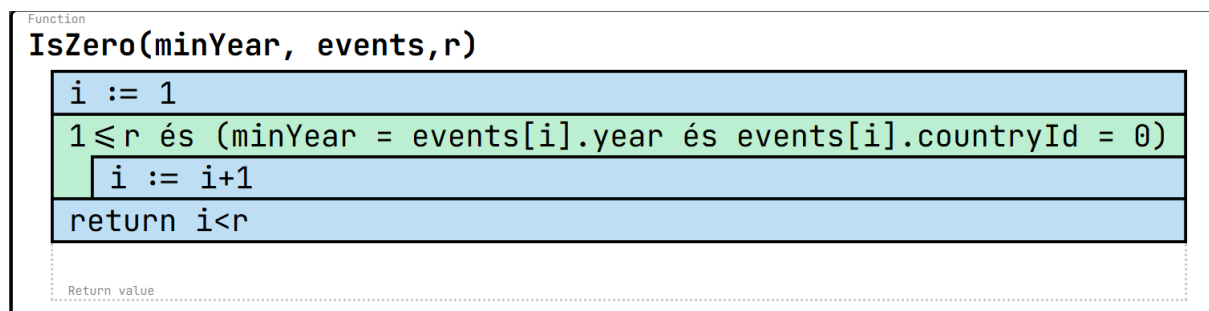 Function
IsZero(minYear, events,r)
i := 1
1⩽r és (minYear = events[i].year és events[i].countryId = 0)
i := i+1
return i<r
Return value